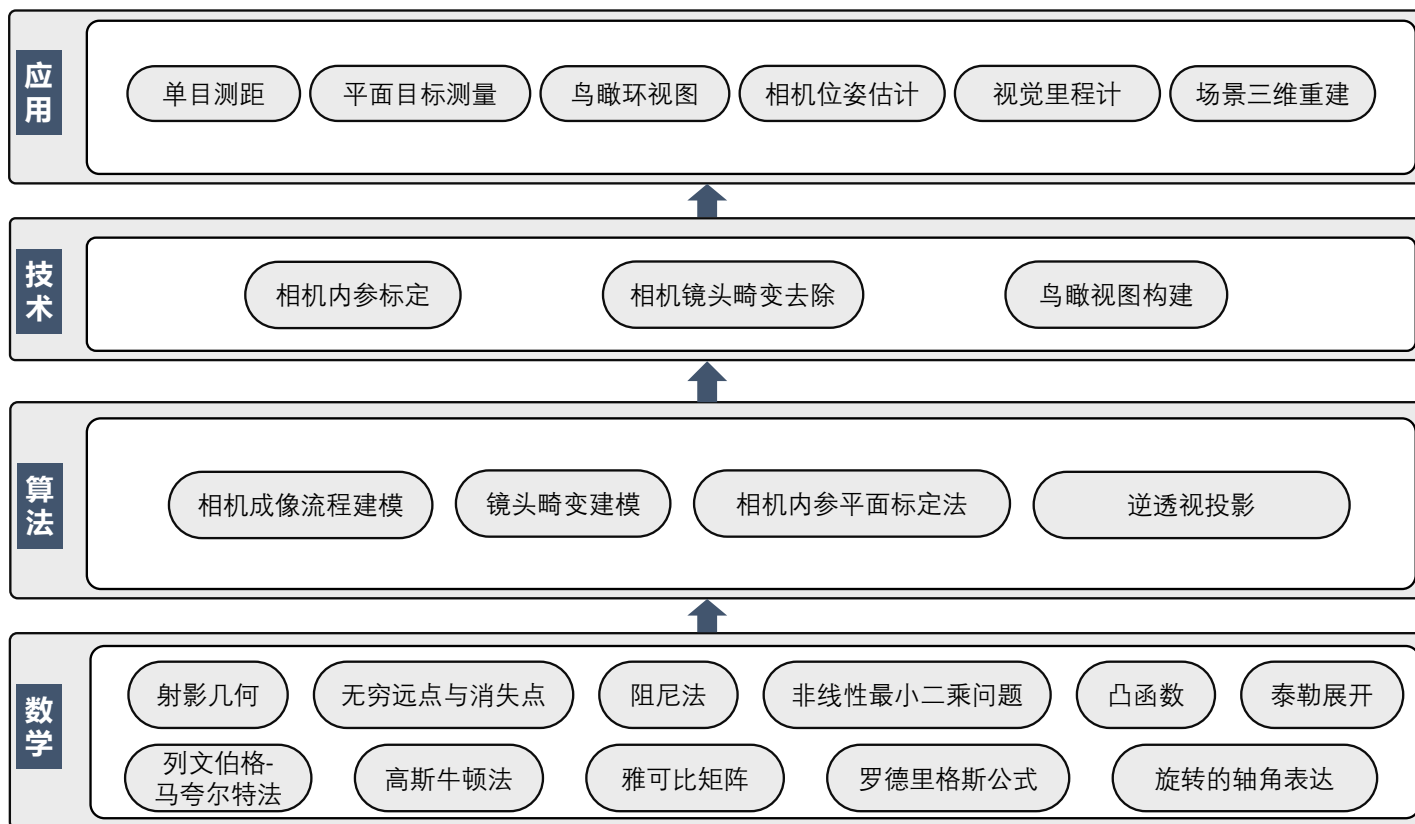 应用
单目测距
平面目标测量
鸟瞰环视图
相机位姿估计
视觉里程计
场景三维重建
技术
相机内参标定
相机镜头畸变去除
鸟瞰视图构建
算法
相机成像流程建模
镜头畸变建模
相机内参平面标定法
逆透视投影
数学
射影几何
无穷远点与消失点
阻尼法
非线性最小二乘问题
凸函数
泰勒展开
列文伯格-
马夸尔特法
高斯牛顿法
雅可比矩阵
罗德里格斯公式
旋转的轴角表达